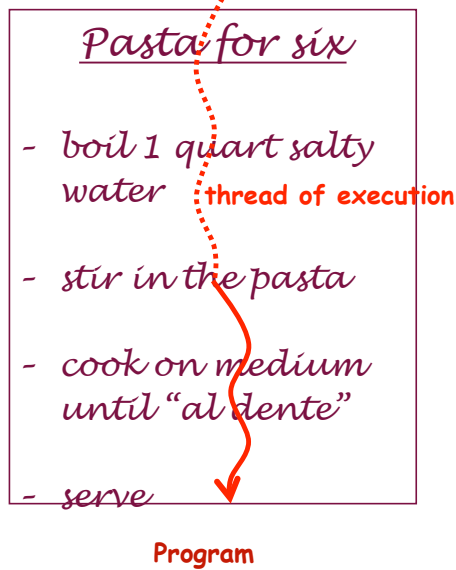 Pasta for six
- boil 1 quart salty
water
thread of execution
- stir in the pasta
- cook on medium
until “al dente”
- serve
Program